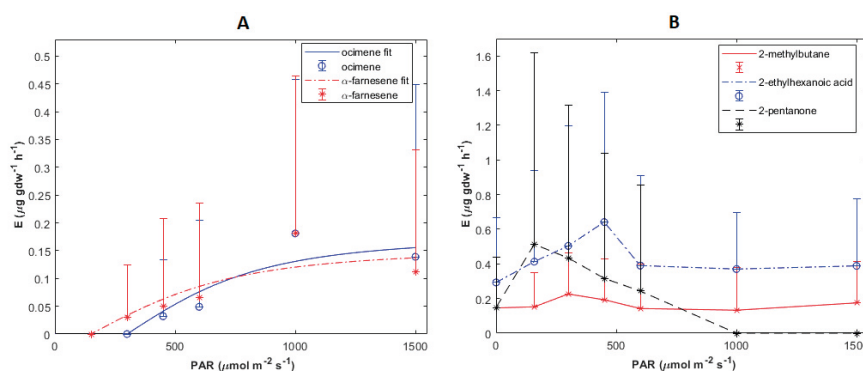 A
B
0.5
0.45
0.4
0.35
0.3
0.25
0.2
0.15
0.1
0.05
0
E (μg gdw⁻¹ h⁻¹)
0 500 1000 1500
PAR (μmol m⁻² s⁻¹)
ocimene fit
ocimene
α-farnesene fit
α-farnesene
1.6
1.4
1.2
1
0.8
0.6
0.4
0.2
0
E (μg gdw⁻¹ h⁻¹)
0 500 1000 1500
PAR (μmol m⁻² s⁻¹)
2-methylbutane
2-ethylhexanoic acid
2-pentanone